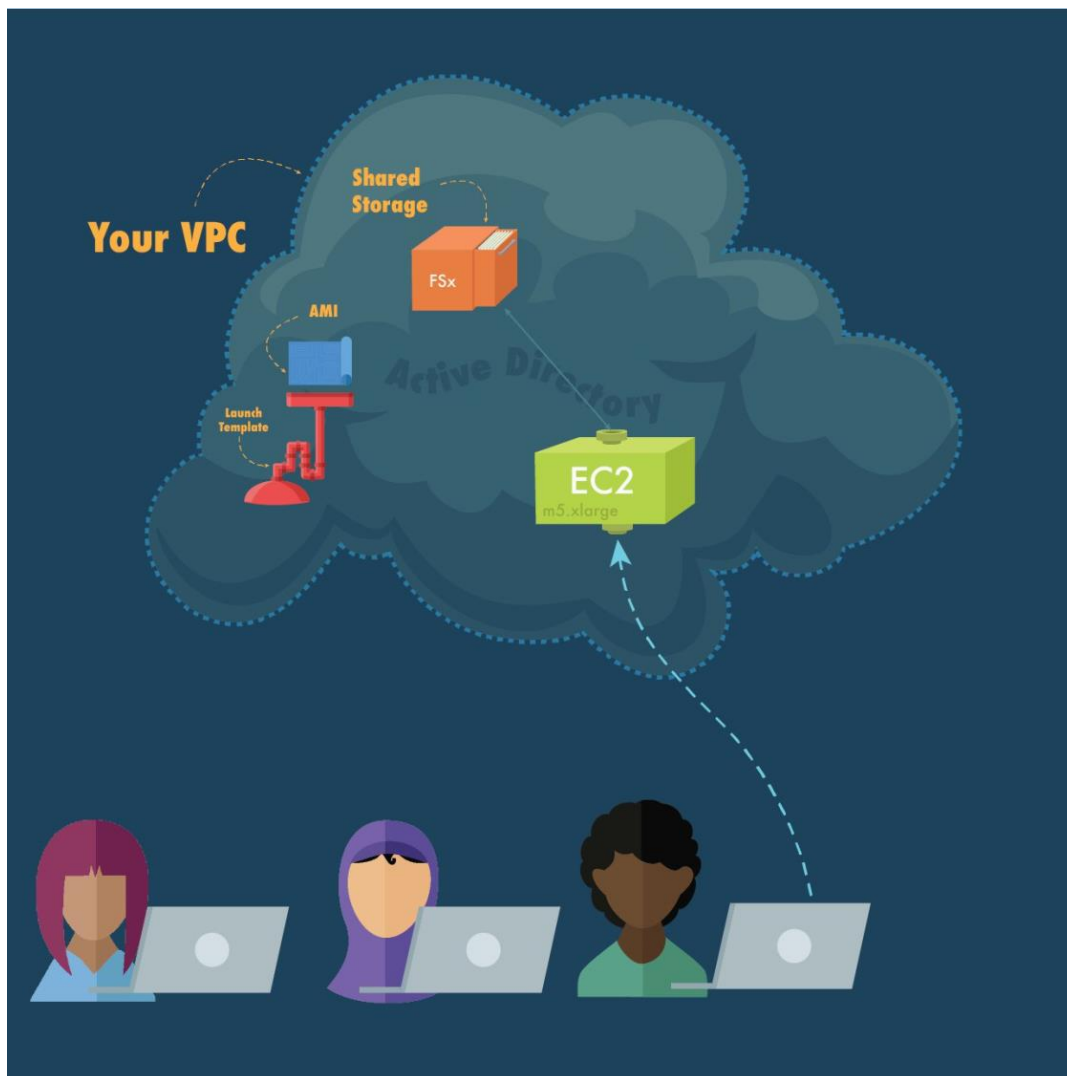 Shared
Storage
Your VPC
FSx
AMI
Active Directory
Launch
Template
EC2
m5.xlarge